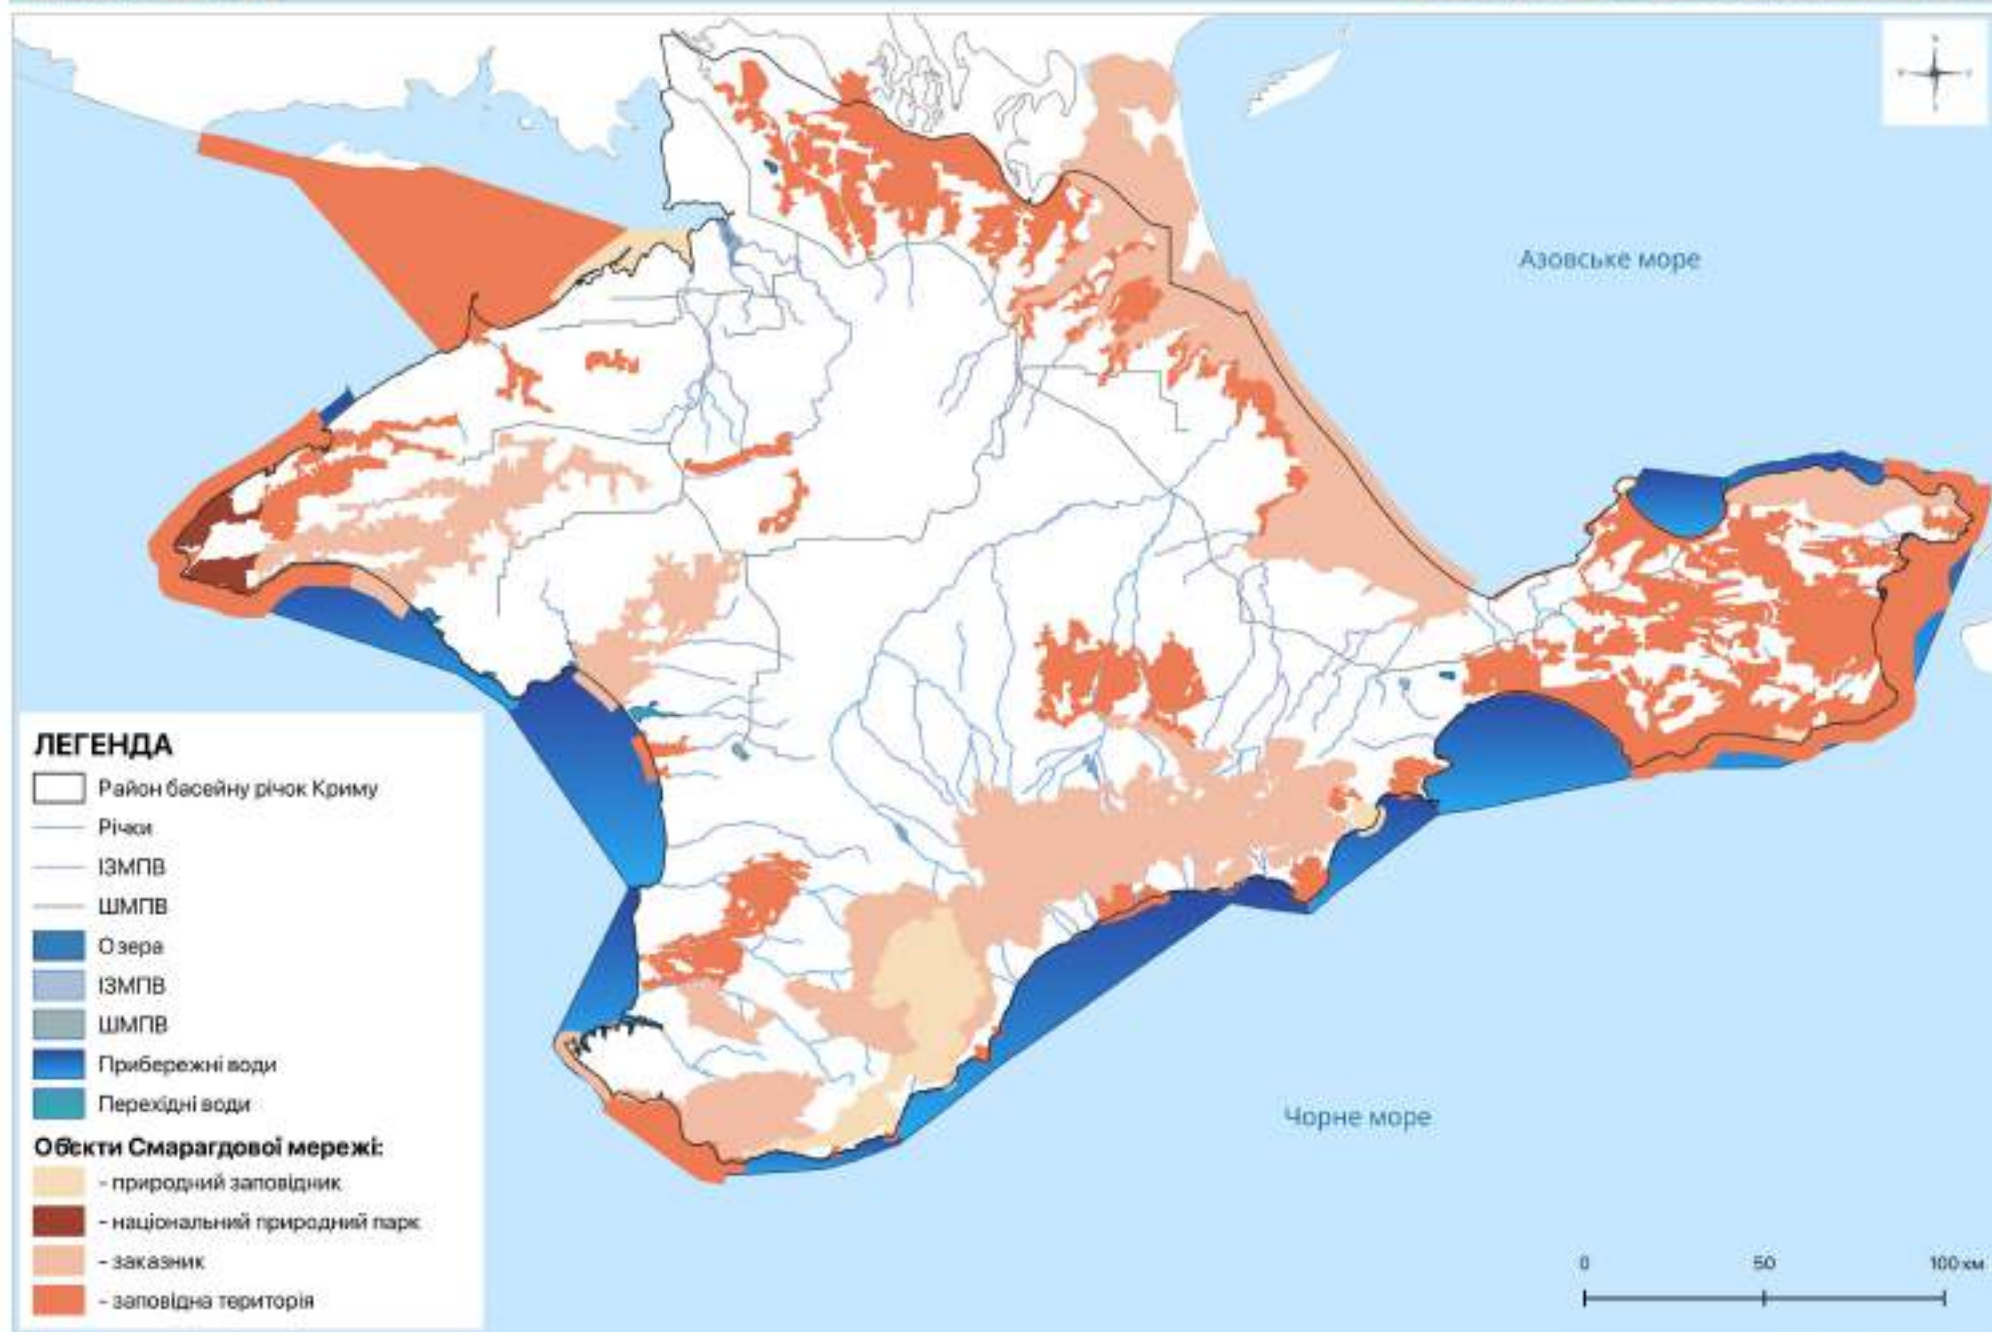 Азовське море
ЛЕГЕНДА
Район басейну річок Криму
Річки
ІЗМПВ
ШМПВ
Озера
ІЗМПВ
ШМПВ
Прибережні води
Перехідні води
Об'єкти Смарагдової мережі:
- природний заповідник
- національний природний парк
- заказник
- заповідна територія
Чорне море
0 50 100 км